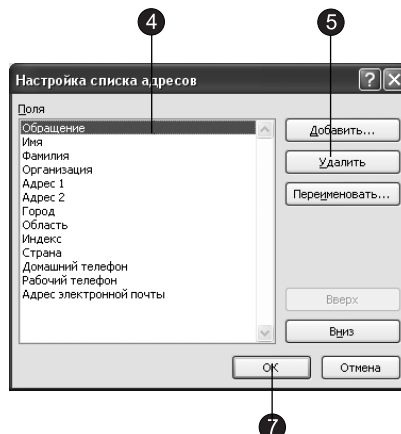 4
5
Настройка списка адресов
Поля
Обращение
Имя
Фамилия
Организация
Адрес 1
Адрес 2
Город
Область
Индекс
Страна
Домашний телефон
Рабочий телефон
Адрес электронной почты
Добавить...
Удалить
Переименовать...
Вверх
Вниз
ОК
Отмена
7